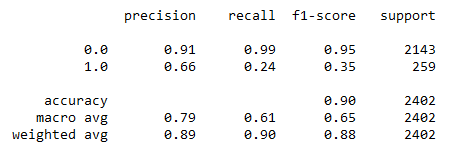 precision recall f1-score support
0.0 0.91 0.99 0.95 2143
1.0 0.66 0.24 0.35 259
accuracy 0.90 2402
macro avg 0.79 0.61 0.65 2402
weighted avg 0.89 0.90 0.88 2402